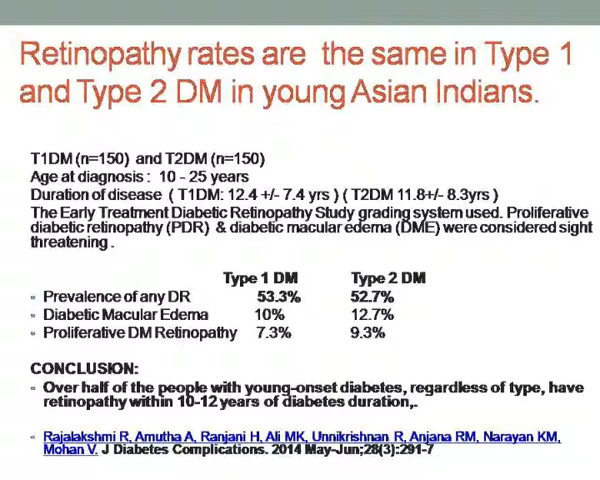 Retinopathy rates are the same in Type 1
and Type 2 DM in young Asian Indians.
T1DM (n=150) and T2DM (n=150)
Age at diagnosis : 10 - 25 years
Duration of disease ( T1DM: 12.4 +/- 7.4 yrs ) ( T2DM 11.8+/- 8.3yrs )
The Early Treatment Diabetic Retinopathy Study grading system used. Proliferative
diabetic retinopathy (PDR) & diabetic macular edema (DME) were considered sight
threatening .
Type 1 DM Type 2 DM
- Prevalence of any DR 53.3% 52.7%
- Diabetic Macular Edema 10% 12.7%
- Proliferative DM Retinopathy 7.3% 9.3%
CONCLUSION:
- Over half of the people with young-onset diabetes, regardless of type, have
retinopathy within 10-12 years of diabetes duration,.
- Rajalakshmi R, Amutha A, Ranjani H, Ali MK, Unnikrishnan R, Anjana RM, Narayan KM,
Mohan V. J Diabetes Complications. 2014 May-Jun;28(3):291-7